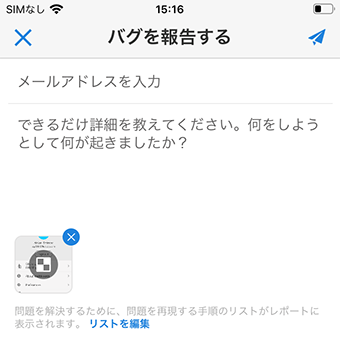 SIMなし 15:16
バグを報告する
メールアドレスを入力
できるだけ詳細を教えてください。何をしよう
として何が起きましたか？
問題を解決するために、問題を再現する手順のリストがレポートに
表示されます。 リストを編集